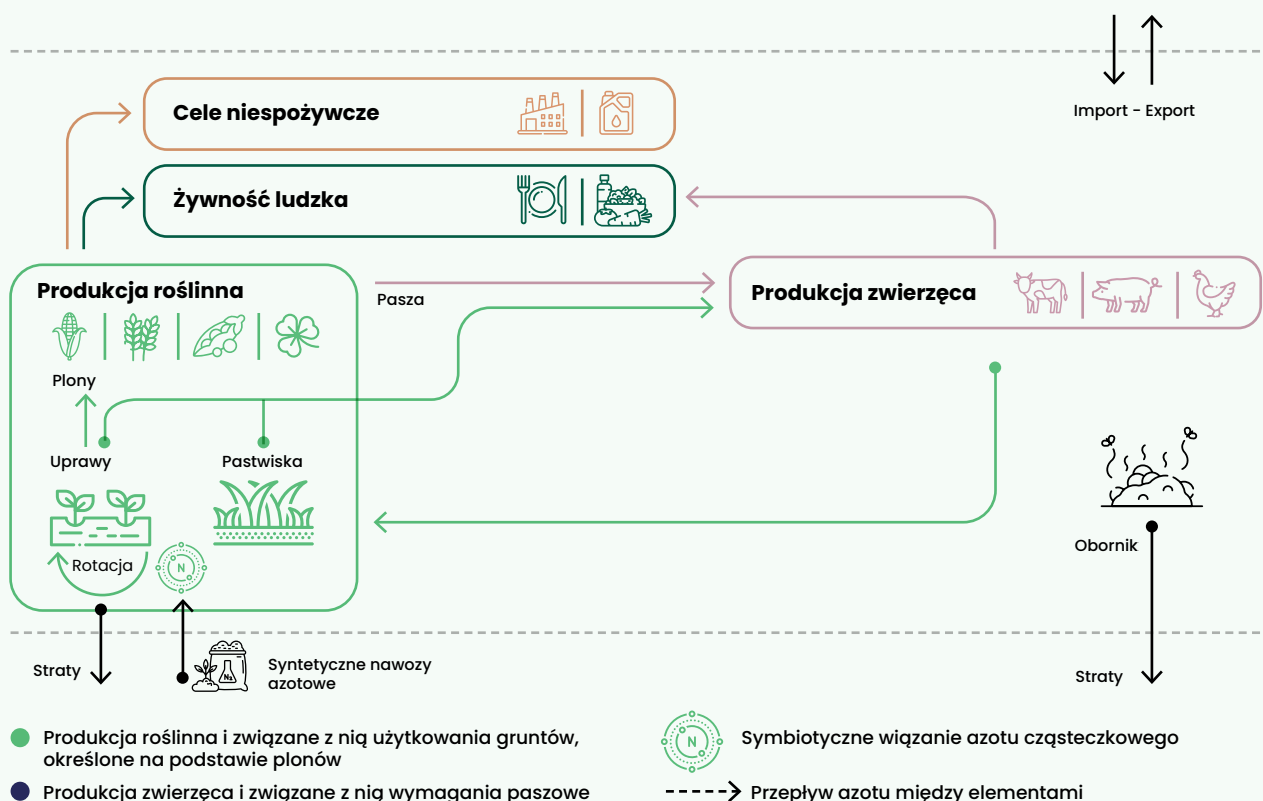 Import - Export
Cele niespożywcze
Żywność ludzka
Produkcja roślinna
Pasza
Produkcja zwierzęca
Plony
Uprawy
Pastwiska
Rotacja
N
Obornik
Straty
N₂
Syntetyczne nawozy
azotowe
Straty
Produkcja roślinna i związane z nią użytkowania gruntów,
określone na podstawie plonów
N
Symbiotyczne wiązanie azotu cząsteczkowego
Produkcja zwierzęca i związane z nią wymagania paszowe
Przepływ azotu między elementami